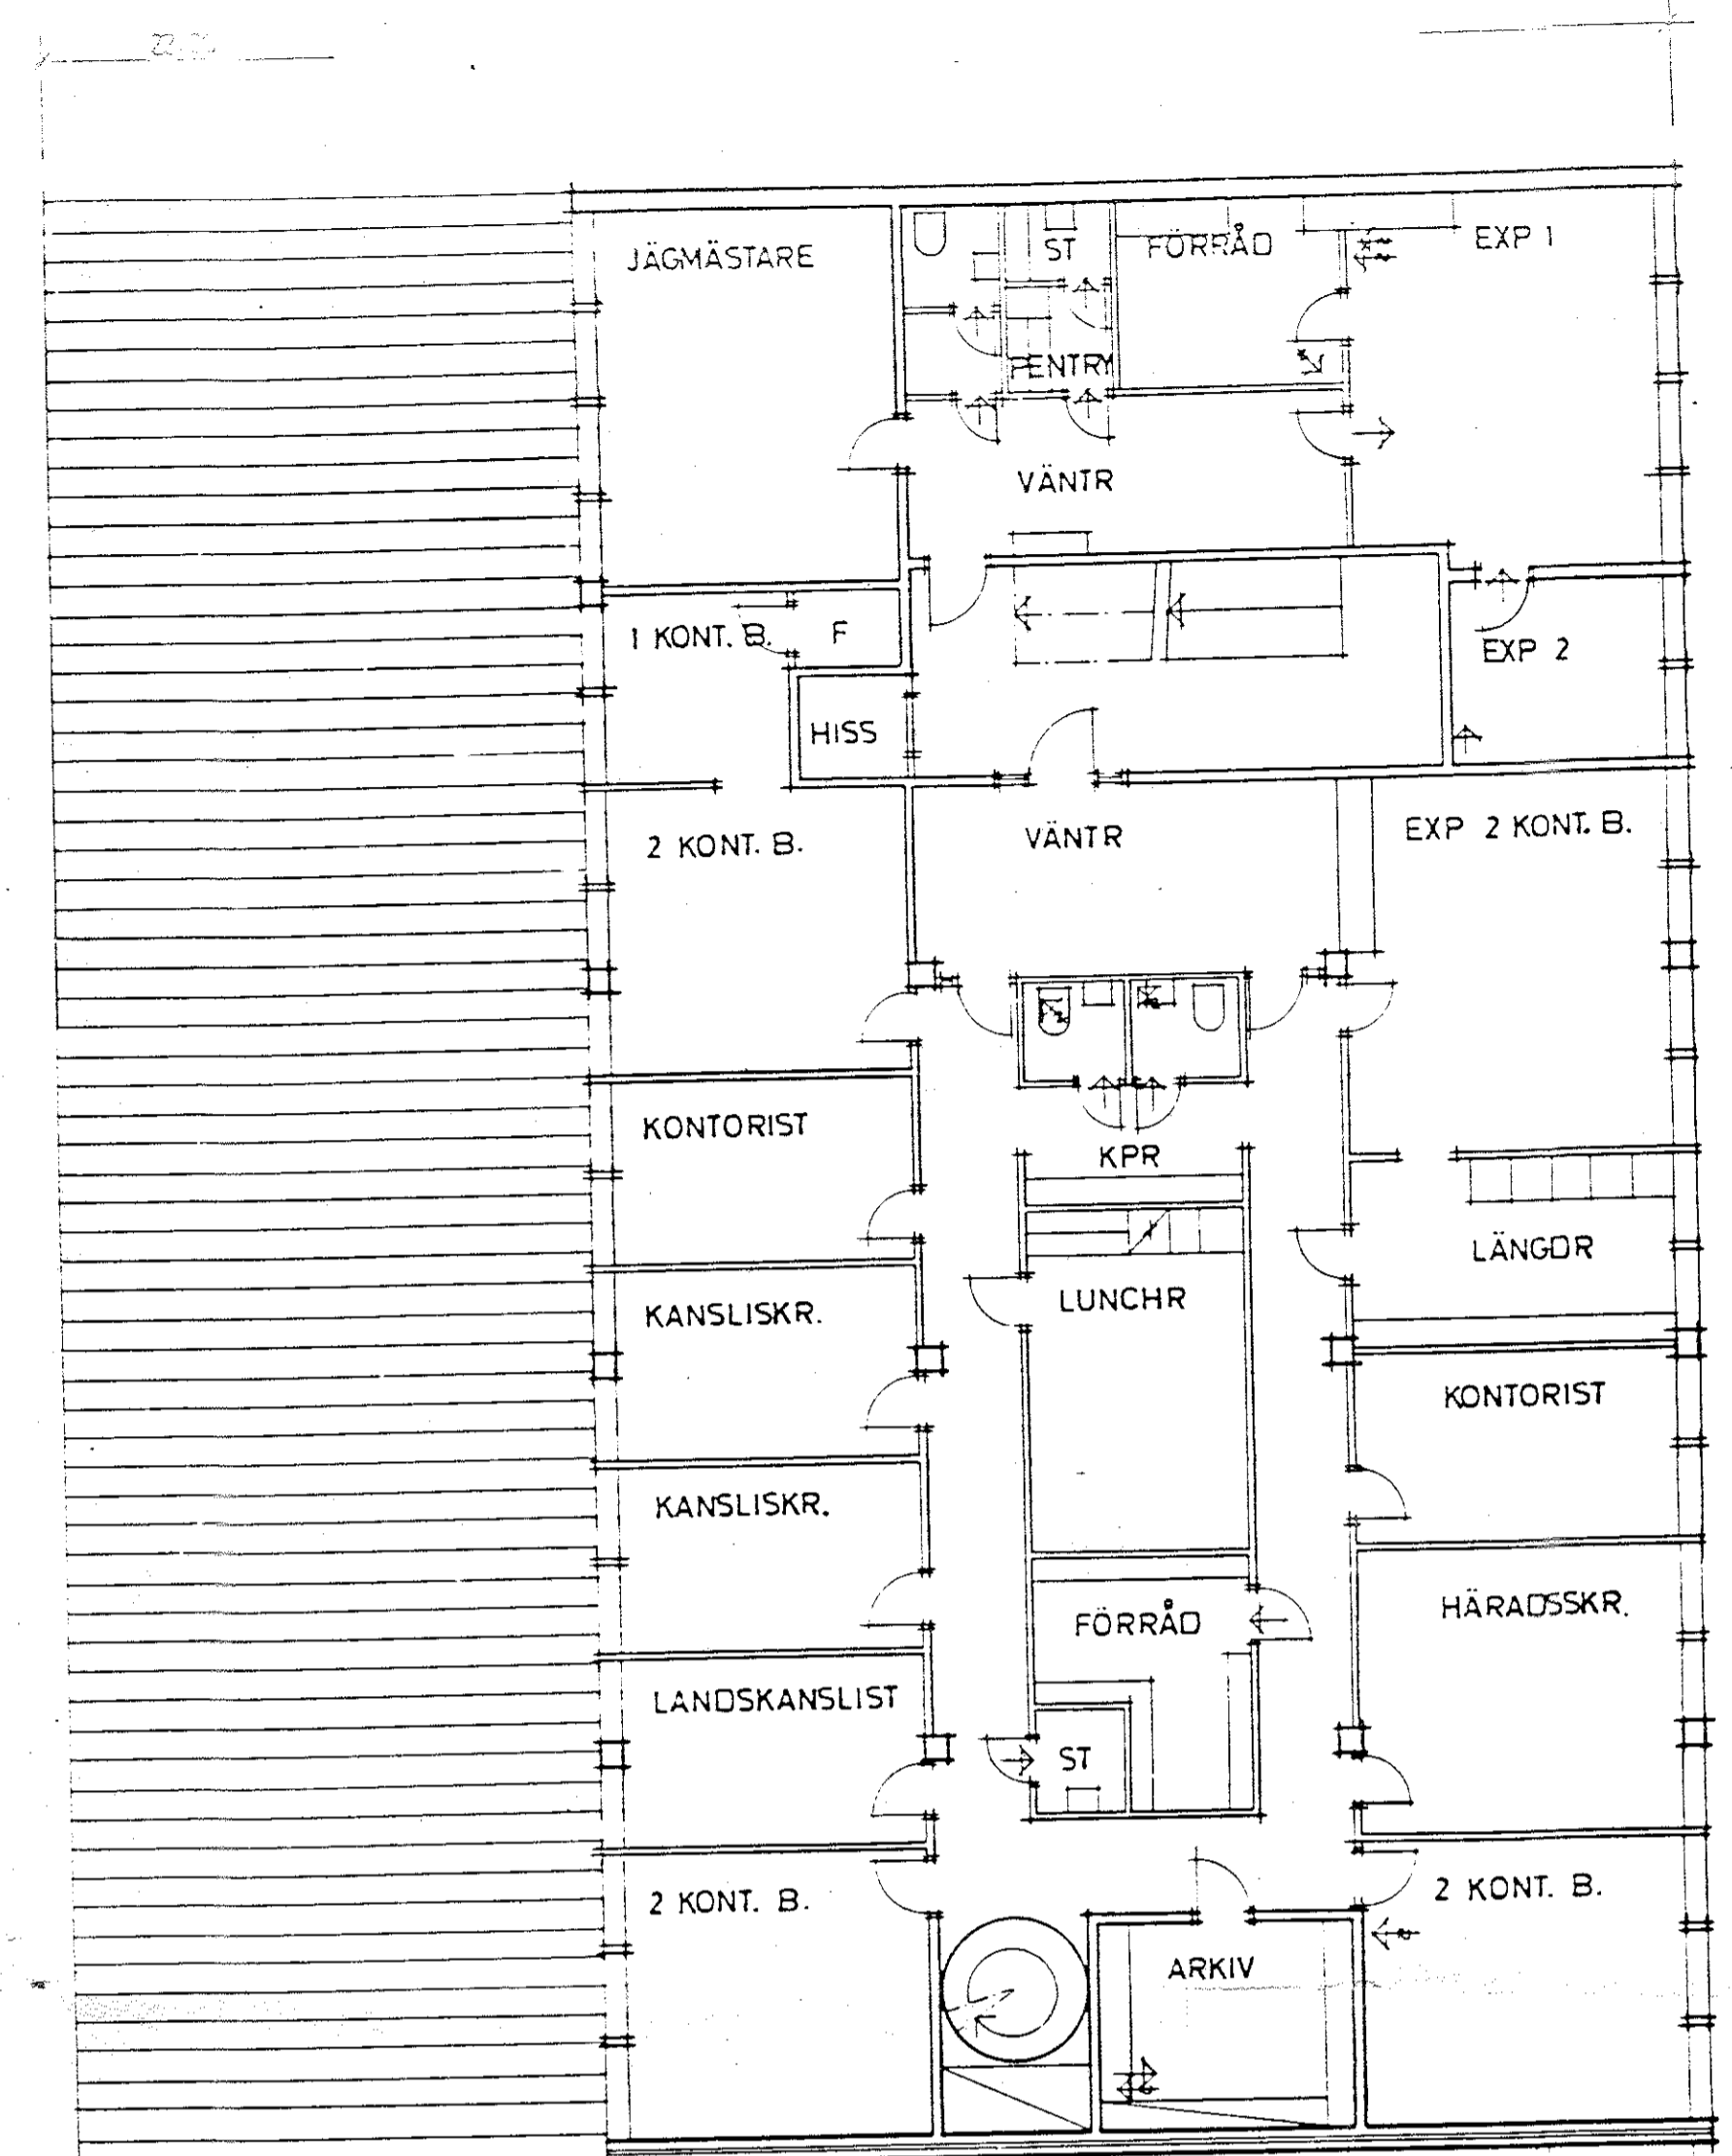 JÄGMÄSTARE
ST
FÖRRÅD
EXP 1
PENTRY
VÄNTR
1 KONT. B.
F
EXP 2
HISS
2 KONT. B.
VÄNTR
EXP 2 KONT. B.
KONTORIST
KPR
LÄNGDR
KANSLISKR.
LUNCHR
KONTORIST
KANSLISKR.
HÄRADSSKR.
FÖRRÅD
LANDSKANSLIST
ST
2 KONT. B.
2 KONT. B.
ARKIV